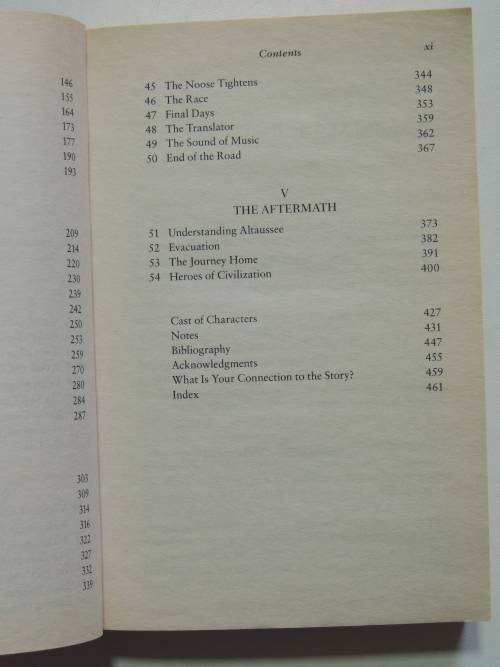 146
155
164
173
177
190
193
209
214
220
230
239
242
250
253
259
270
280
284
287
303
309
314
316
322
327
332
339
Contents xi
45 The Noose Tightens 344
46 The Race 348
47 Final Days 353
48 The Translator 359
49 The Sound of Music 362
50 End of the Road 367
V
THE AFTERMATH
51 Understanding Altaussee 373
52 Evacuation 382
53 The Journey Home 391
54 Heroes of Civilization 400
Cast of Characters 427
Notes 431
Bibliography 447
Acknowledgments 455
What Is Your Connection to the Story? 459
Index 461